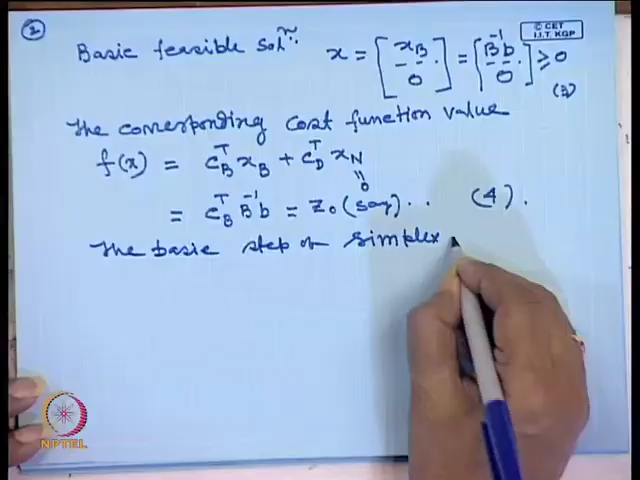 2
© CET
I.I.T. KGP
Basic feasible solⁿ. x = [x_B / 0] = [B⁻¹b / 0] ≥ 0
(3)
The corresponding cost function value
f(x) = c_B^T x_B + c_D^T x_N
0
= c_B^T B⁻¹ b = Z₀ (say) .. (4).
The basic step of simplex
NPTEL